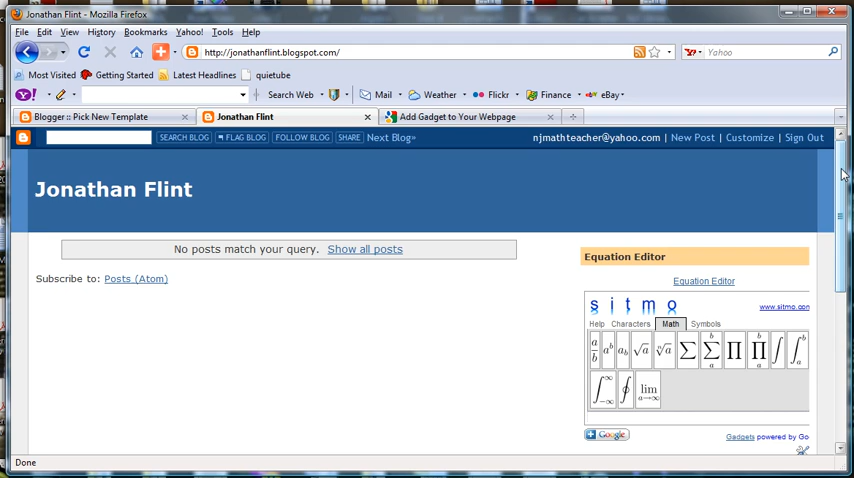 Jonathan Flint - Mozilla Firefox
File Edit View History Bookmarks Yahoo! Tools Help
http://jonathanflint.blogspot.com/ Yahoo
Most Visited Getting Started Latest Headlines quietube
Y! Search Web Mail Weather Flickr Finance eBay
Blogger :: Pick New Template Jonathan Flint Add Gadget to Your Webpage
SEARCH BLOG FLAG BLOG FOLLOW BLOG SHARE Next Blog» njmathteacher@yahoo.com | New Post | Customize | Sign Out
Jonathan Flint
No posts match your query. Show all posts
Subscribe to: Posts (Atom)
Equation Editor
Equation Editor
sitmo www.sitmo.com
Help Characters Math Symbols
a/b a^b a_b √a ⁿ√a ∑ ∑ b a ∏ ∏ b a ∫ ∫ b a
∫ ∞ -∞ ∮ lim a→∞
Google
Gadgets powered by Go
Done